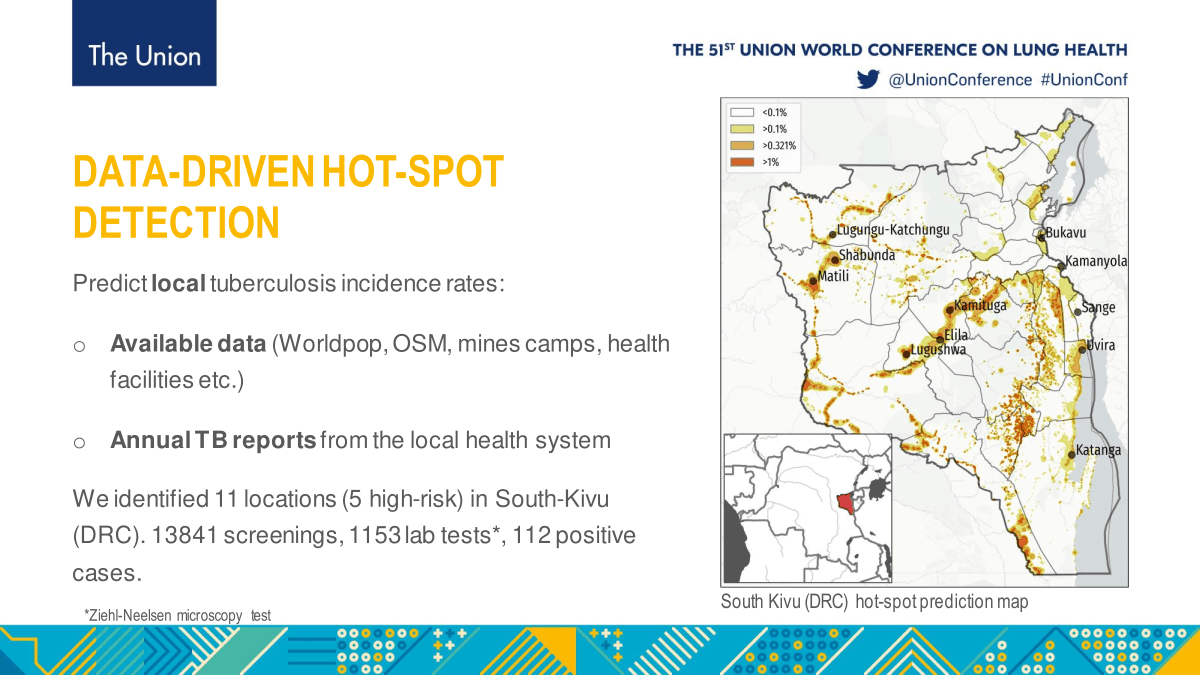 The Union
THE 51ST UNION WORLD CONFERENCE ON LUNG HEALTH
@UnionConference #UnionConf
DATA-DRIVEN HOT-SPOT
DETECTION
Predict local tuberculosis incidence rates:
o Available data (Worldpop, OSM, mines camps, health
facilities etc.)
o Annual TB reports from the local health system
We identified 11 locations (5 high-risk) in South-Kivu
(DRC). 13841 screenings, 1153 lab tests*, 112 positive
cases.
*Ziehl-Neelsen microscopy test
<0.1%
>0.1%
>0.321%
>1%
Lugungu-Katchungu
Bukavu
Shabunda
Kamanyola
Matili
Kamituga
Sange
Elila
Uvira
Lugushwa
Katanga
South Kivu (DRC) hot-spot prediction map